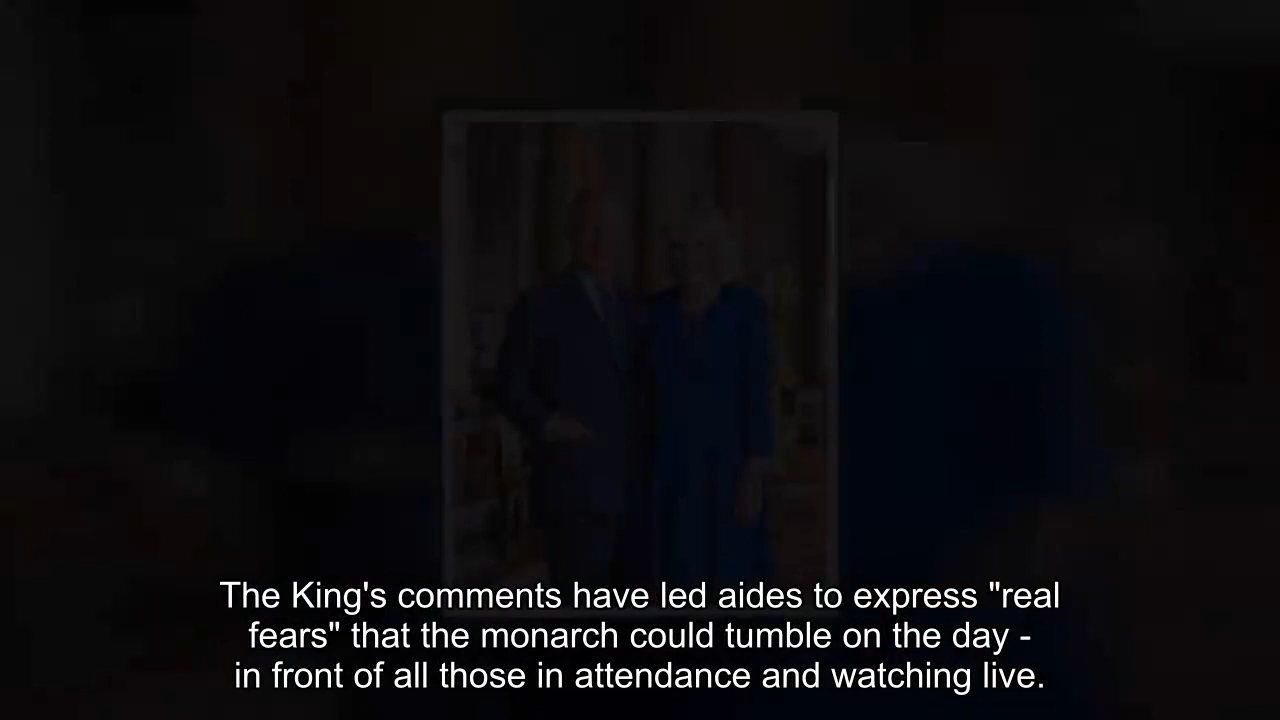 The King's comments have led aides to express "real
fears" that the monarch could tumble on the day -
in front of all those in attendance and watching live.